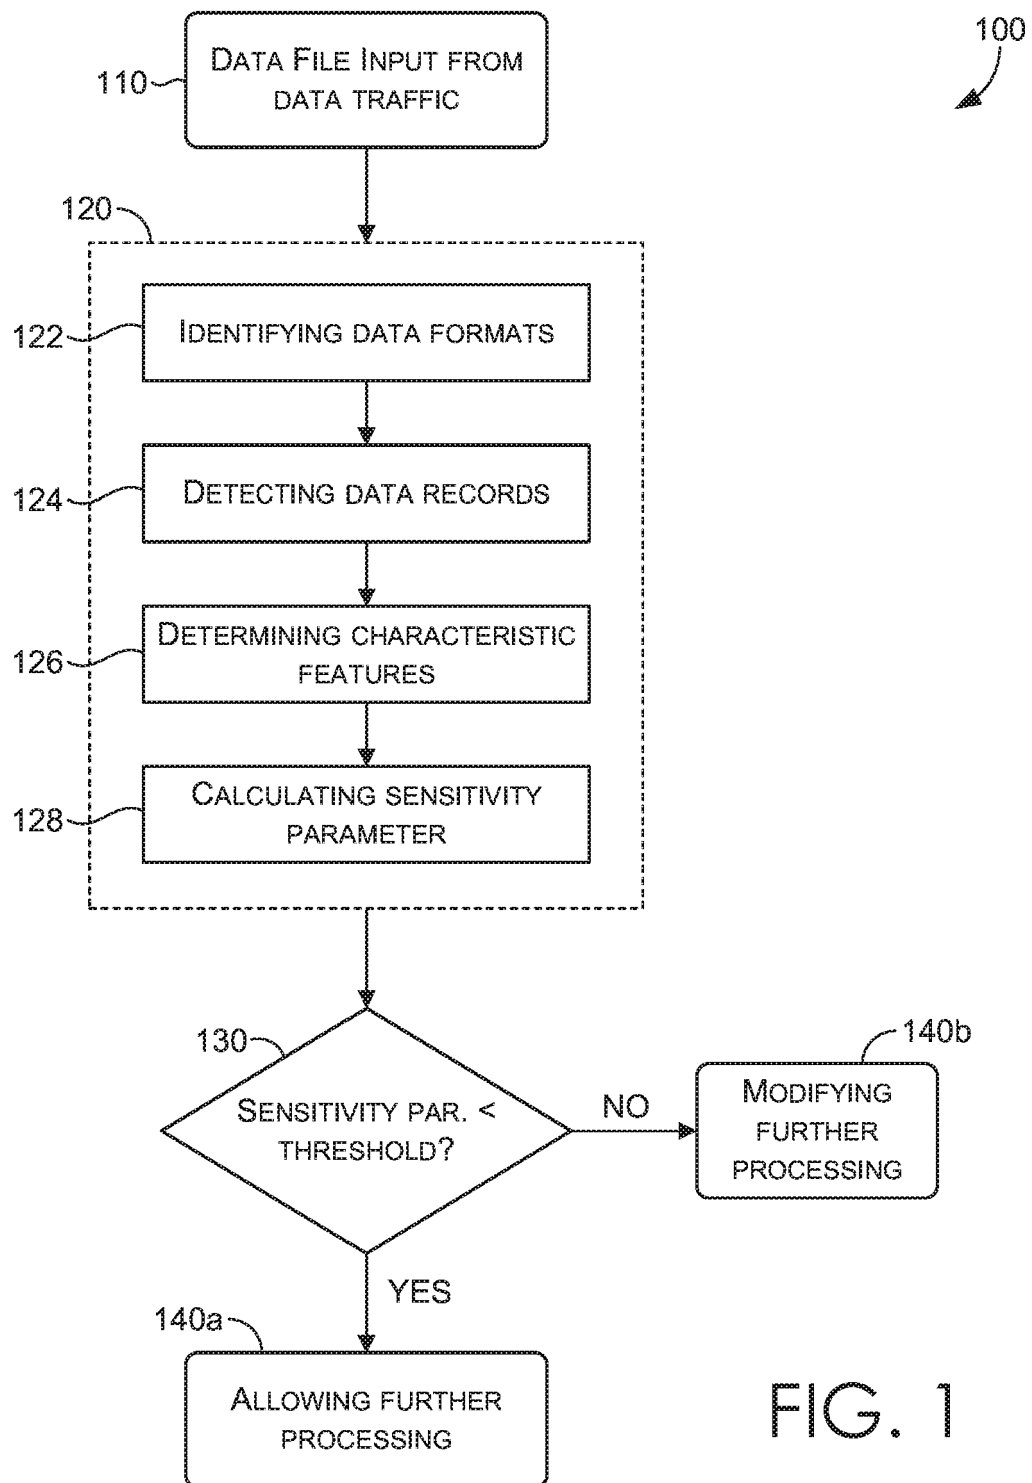 100
110
DATA FILE INPUT FROM
DATA TRAFFIC
120
122
IDENTIFYING DATA FORMATS
124
DETECTING DATA RECORDS
126
DETERMINING CHARACTERISTIC
FEATURES
128
CALCULATING SENSITIVITY
PARAMETER
130
SENSITIVITY PAR. <
THRESHOLD?
NO
140b
MODIFYING
FURTHER
PROCESSING
YES
140a
ALLOWING FURTHER
PROCESSING
FIG. 1